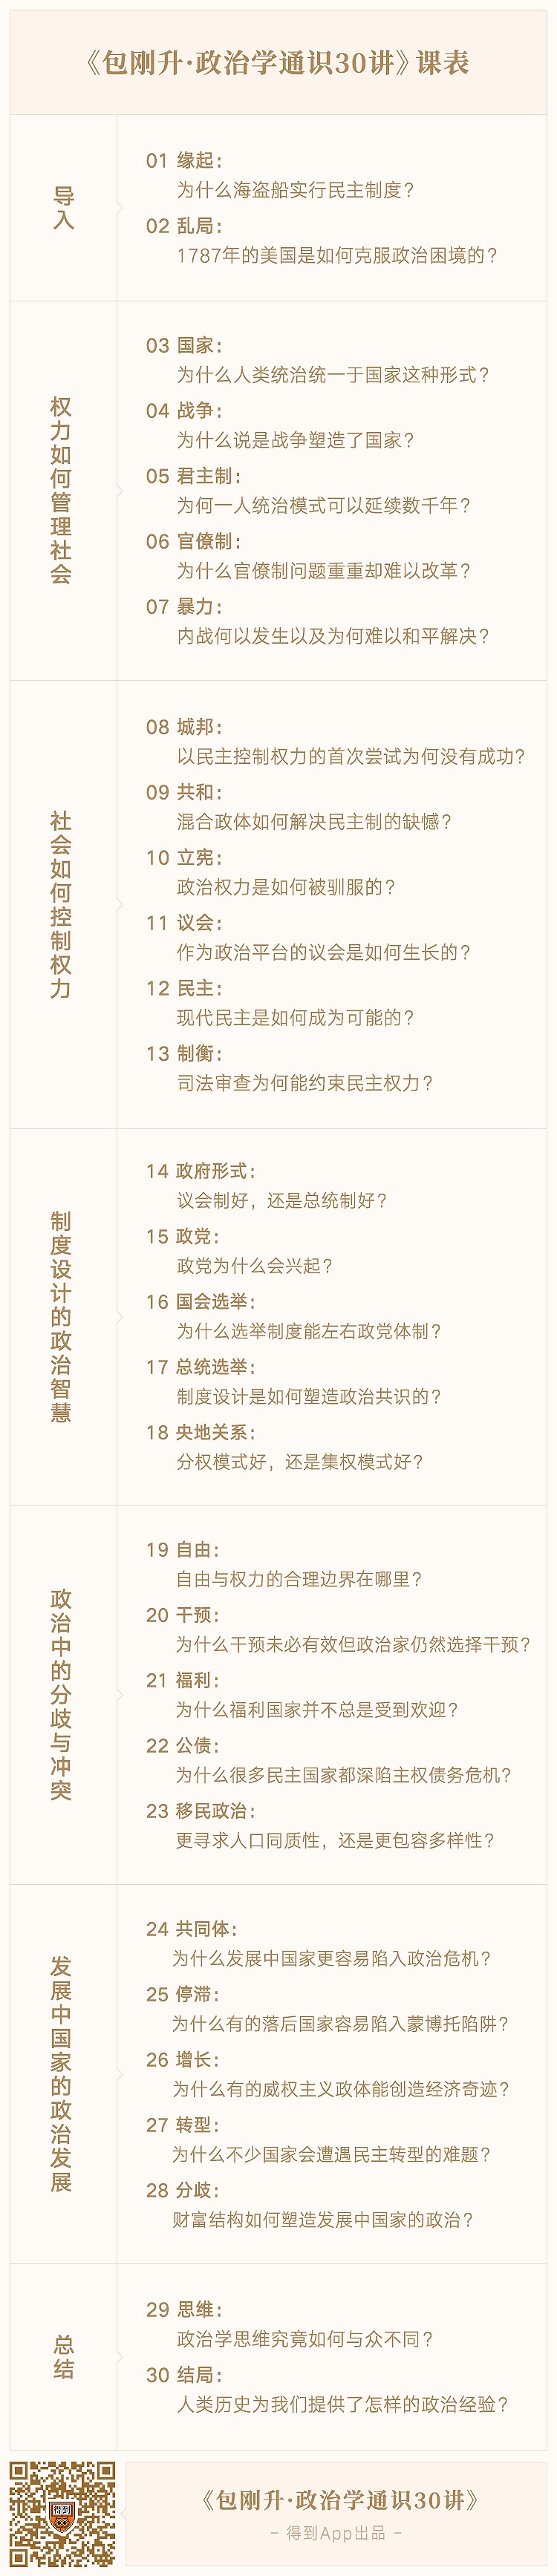 《包刚升·政治学通识30讲》课表
导入
01 缘起：
为什么海盗船实行民主制度？
02 乱局：
1787年的美国是如何克服政治困境的？
权力如何管理社会
03 国家：
为什么人类统治统一于国家这种形式？
04 战争：
为什么说是战争塑造了国家？
05 君主制：
为何一人统治模式可以延续数千年？
06 官僚制：
为什么官僚制问题重重却难以改革？
07 暴力：
内战何以发生以及为何难以和平解决？
社会如何控制权力
08 城邦：
以民主控制权力的首次尝试为何没有成功？
09 共和：
混合政体如何解决民主制的缺憾？
10 立宪：
政治权力是如何被驯服的？
11 议会：
作为政治平台的议会是如何生长的？
12 民主：
现代民主是如何成为可能的？
13 制衡：
司法审查为何能约束民主权力？
制度设计的政治智慧
14 政府形式：
议会制好，还是总统制好？
15 政党：
政党为什么会兴起？
16 国会选举：
为什么选举制度能左右政党体制？
17 总统选举：
制度设计是如何塑造政治共识的？
18 央地关系：
分权模式好，还是集权模式好？
政治中的分歧与冲突
19 自由：
自由与权力的合理边界在哪里？
20 干预：
为什么干预未必有效但政治家仍然选择干预？
21 福利：
为什么福利国家并不总是受到欢迎？
22 公债：
为什么很多民主国家都深陷主权债务危机？
23 移民政治：
更寻求人口同质性，还是更包容多样性？
发展中国家的政治发展
24 共同体：
为什么发展中国家更容易陷入政治危机？
25 停滞：
为什么有的落后国家容易陷入蒙博托陷阱？
26 增长：
为什么有的威权主义政体能创造经济奇迹？
27 转型：
为什么不少国家会遭遇民主转型的难题？
28 分歧：
财富结构如何塑造发展中国家的政治？
总结
29 思维：
政治学思维究竟如何与众不同？
30 结局：
人类历史为我们提供了怎样的政治经验？
得到
《包刚升·政治学通识30讲》
– 得到App出品 –